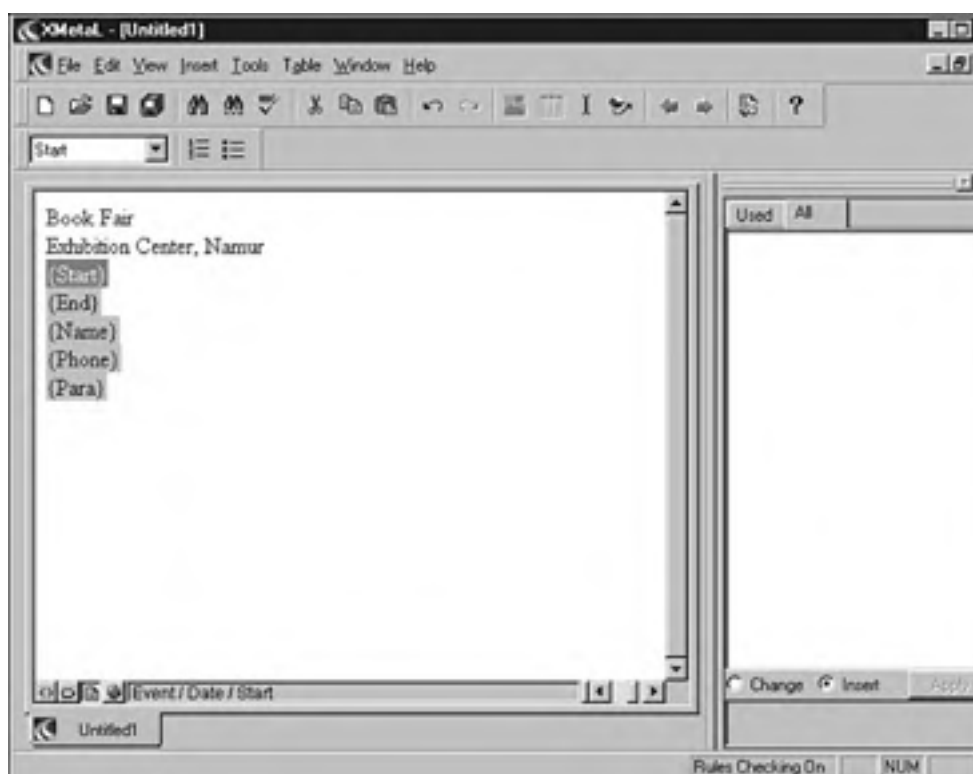 XMetaL - [Untitled1]
File Edit View Insert Tools Table Window Help
Start
Book Fair
Exhibition Center, Namur
{Start}
{End}
{Name}
{Phone}
{Para}
Used All
Change Insert Apply
Event / Date / Start
Untitled1
Rules Checking On NUM